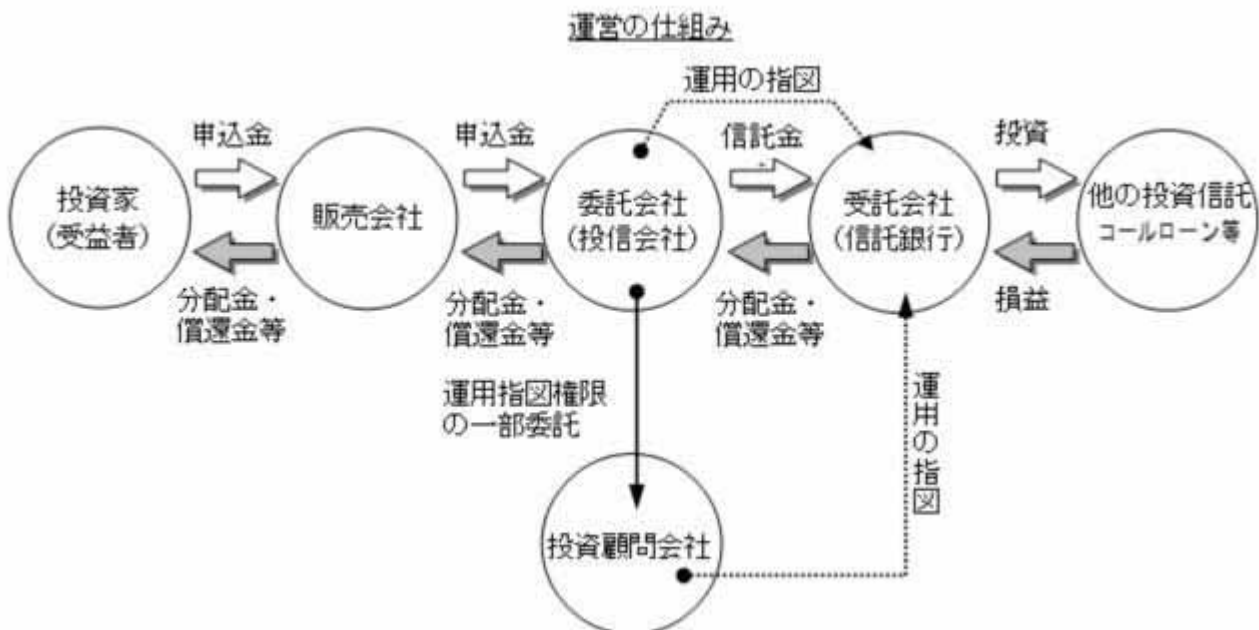 運営の仕組み
運用の指図
申込金
申込金
信託金
投資
投資家
(受益者)
販売会社
委託会社
(投信会社)
受託会社
(信託銀行)
他の投資信託
コールローン等
分配金・
償還金等
分配金・
償還金等
分配金・
償還金等
損益
運用指図権限
の一部委託
運用の指図
投資顧問会社